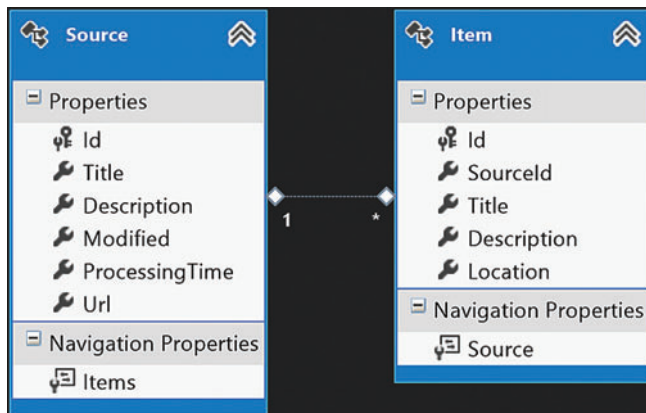 Source
Properties
Id
Title
Description
Modified
ProcessingTime
Url
Navigation Properties
Items
1
*
Item
Properties
Id
SourceId
Title
Description
Location
Navigation Properties
Source